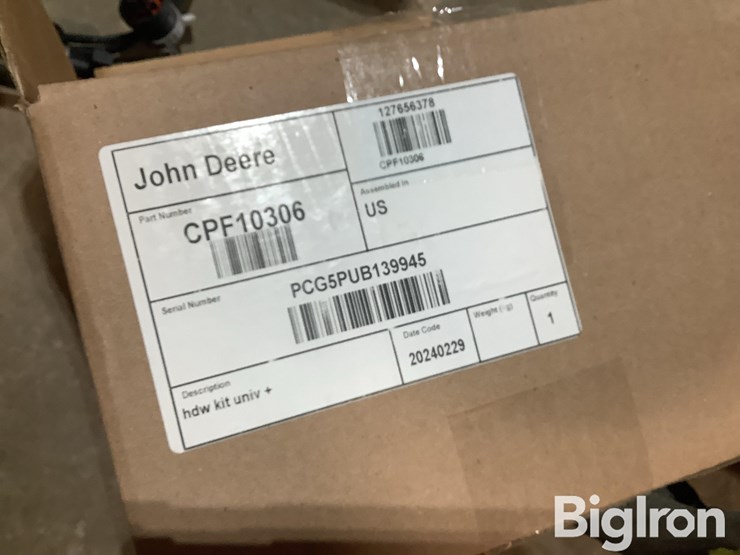 John Deere
127656378
CPF10306
Part Number
CPF10306
Assembled in
US
Serial Number
PCG5PUB139945
Description
hdw kit univ +
Date Code
20240229
Weight (kg)
Quantity
1
BigIron